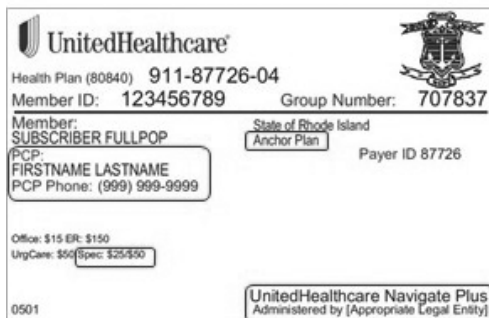 UnitedHealthcare®
Health Plan (80840) 911-87726-04
Member ID: 123456789 Group Number: 707837
Member:
SUBSCRIBER FULLPOP
State of Rhode Island
Anchor Plan
Payer ID 87726
PCP:
FIRSTNAME LASTNAME
PCP Phone: (999) 999-9999
Office: $15 ER: $150
UrgCare: $50 Spec: $25/$50
UnitedHealthcare Navigate Plus
0501 Administered by [Appropriate Legal Entity]